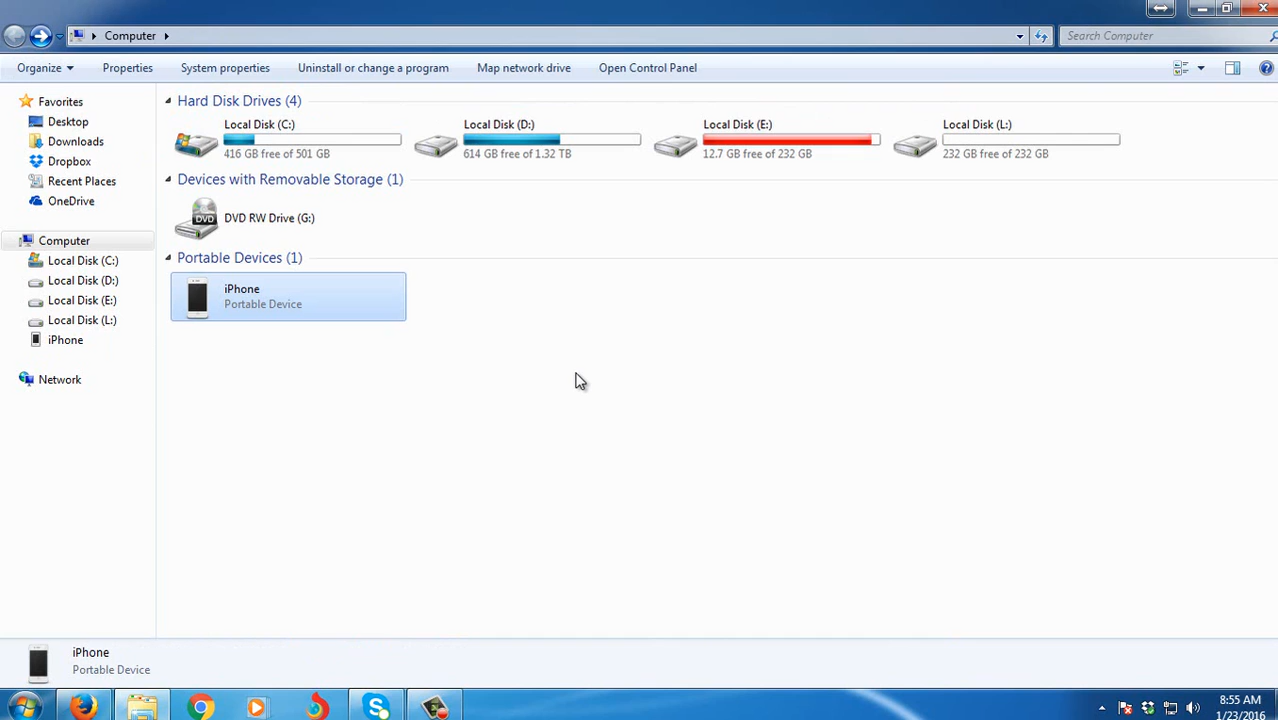 Computer
Search Computer
Organize Properties System properties Uninstall or change a program Map network drive Open Control Panel
Favorites
Desktop
Downloads
Dropbox
Recent Places
OneDrive
Computer
Local Disk (C:)
Local Disk (D:)
Local Disk (E:)
Local Disk (L:)
iPhone
Network
Hard Disk Drives (4)
Local Disk (C:)
416 GB free of 501 GB
Local Disk (D:)
614 GB free of 1.32 TB
Local Disk (E:)
12.7 GB free of 232 GB
Local Disk (L:)
232 GB free of 232 GB
Devices with Removable Storage (1)
DVD
DVD RW Drive (G:)
Portable Devices (1)
iPhone
Portable Device
iPhone
Portable Device
8:55 AM
1/23/2016